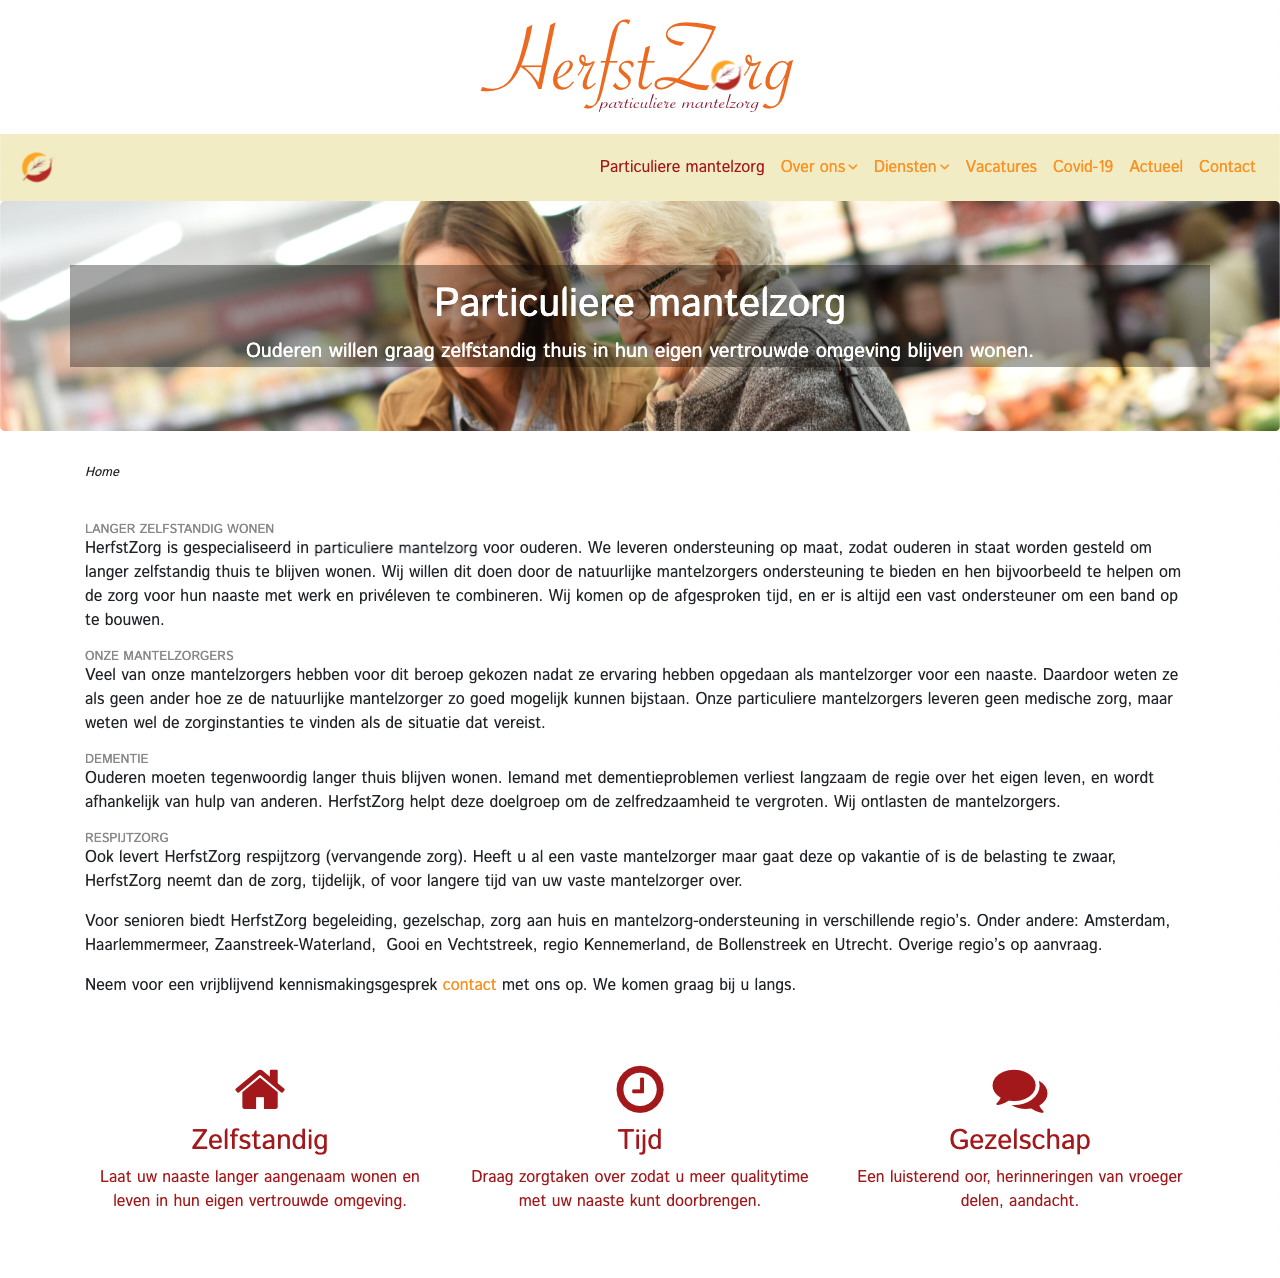 HerfstZorg
particuliere mantelzorg
Particuliere mantelzorg Over ons Diensten Vacatures Covid-19 Actueel Contact
Particuliere mantelzorg
Ouderen willen graag zelfstandig thuis in hun eigen vertrouwde omgeving blijven wonen.
Home
LANGER ZELFSTANDIG WONEN
HerfstZorg is gespecialiseerd in particuliere mantelzorg voor ouderen. We leveren ondersteuning op maat, zodat ouderen in staat worden gesteld om
langer zelfstandig thuis te blijven wonen. Wij willen dit doen door de natuurlijke mantelzorgers ondersteuning te bieden en hen bijvoorbeeld te helpen om
de zorg voor hun naaste met werk en privéleven te combineren. Wij komen op de afgesproken tijd, en er is altijd een vast ondersteuner om een band op
te bouwen.
ONZE MANTELZORGERS
Veel van onze mantelzorgers hebben voor dit beroep gekozen nadat ze ervaring hebben opgedaan als mantelzorger voor een naaste. Daardoor weten ze
als geen ander hoe ze de natuurlijke mantelzorger zo goed mogelijk kunnen bijstaan. Onze particuliere mantelzorgers leveren geen medische zorg, maar
weten wel de zorginstanties te vinden als de situatie dat vereist.
DEMENTIE
Ouderen moeten tegenwoordig langer thuis blijven wonen. Iemand met dementieproblemen verliest langzaam de regie over het eigen leven, en wordt
afhankelijk van hulp van anderen. HerfstZorg helpt deze doelgroep om de zelfredzaamheid te vergroten. Wij ontlasten de mantelzorgers.
RESPIJTZORG
Ook levert HerfstZorg respijtzorg (vervangende zorg). Heeft u al een vaste mantelzorger maar gaat deze op vakantie of is de belasting te zwaar,
HerfstZorg neemt dan de zorg, tijdelijk, of voor langere tijd van uw vaste mantelzorger over.
Voor senioren biedt HerfstZorg begeleiding, gezelschap, zorg aan huis en mantelzorg-ondersteuning in verschillende regio's. Onder andere: Amsterdam,
Haarlemmermeer, Zaanstreek-Waterland, Gooi en Vechtstreek, regio Kennemerland, de Bollenstreek en Utrecht. Overige regio's op aanvraag.
Neem voor een vrijblijvend kennismakingsgesprek contact met ons op. We komen graag bij u langs.
Zelfstandig
Laat uw naaste langer aangenaam wonen en
leven in hun eigen vertrouwde omgeving.
Tijd
Draag zorgtaken over zodat u meer qualitytime
met uw naaste kunt doorbrengen.
Gezelschap
Een luisterend oor, herinneringen van vroeger
delen, aandacht.